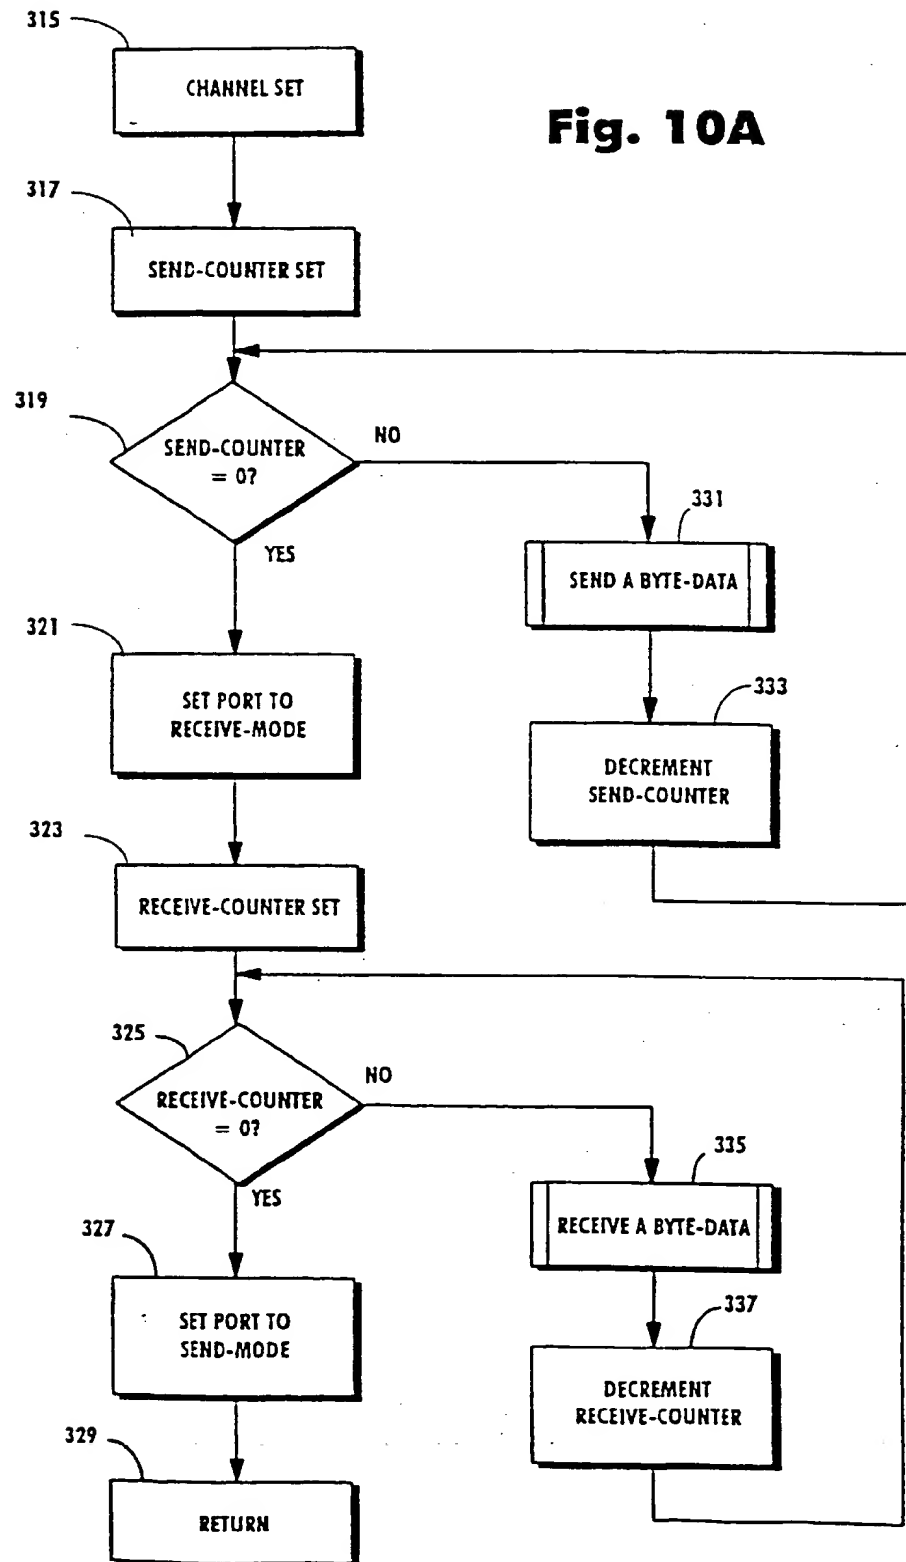 315
CHANNEL SET
Fig. 10A
317
SEND-COUNTER SET
319
SEND-COUNTER
= 0?
NO
YES
331
SEND A BYTE-DATA
321
SET PORT TO
RECEIVE-MODE
333
DECREMENT
SEND-COUNTER
323
RECEIVE-COUNTER SET
325
RECEIVE-COUNTER
= 0?
NO
YES
335
RECEIVE A BYTE-DATA
327
SET PORT TO
SEND-MODE
337
DECREMENT
RECEIVE-COUNTER
329
RETURN